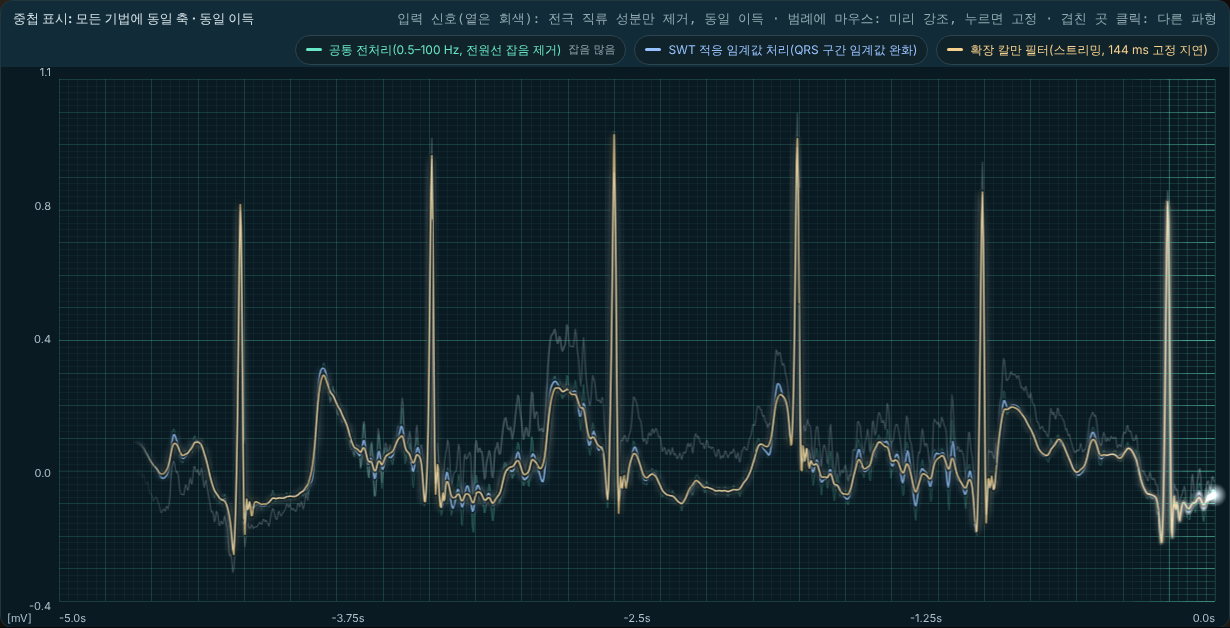 중첩 표시: 모든 기법에 동일 축 · 동일 이득
입력 신호(옅은 회색): 전극 직류 성분만 제거, 동일 이득 · 범례에 마우스: 미리 강조, 누르면 고정 · 겹친 곳 클릭: 다른 파형
공통 전처리(0.5–100 Hz, 전원선 잡음 제거) 잡음 많음
SWT 적응 임계값 처리(QRS 구간 임계값 완화)
확장 칼만 필터(스트리밍, 144 ms 고정 지연)
1.1
0.8
0.4
0.0
-0.4
[mV]
-5.0s
-3.75s
-2.5s
-1.25s
0.0s